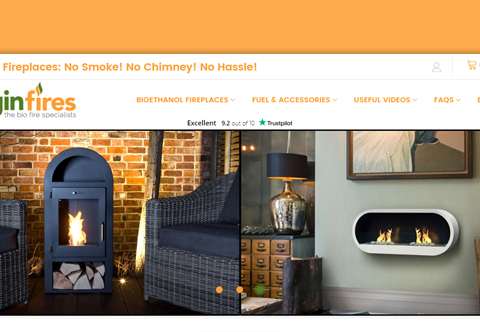 Fireplaces: No Smoke! No Chimney! No Hassle!
ginfires
the bio fire specialists
BIOETHANOL FIREPLACES
FUEL & ACCESSORIES
USEFUL VIDEOS
FAQS
Excellent 9.2 out of 10 Trustpilot